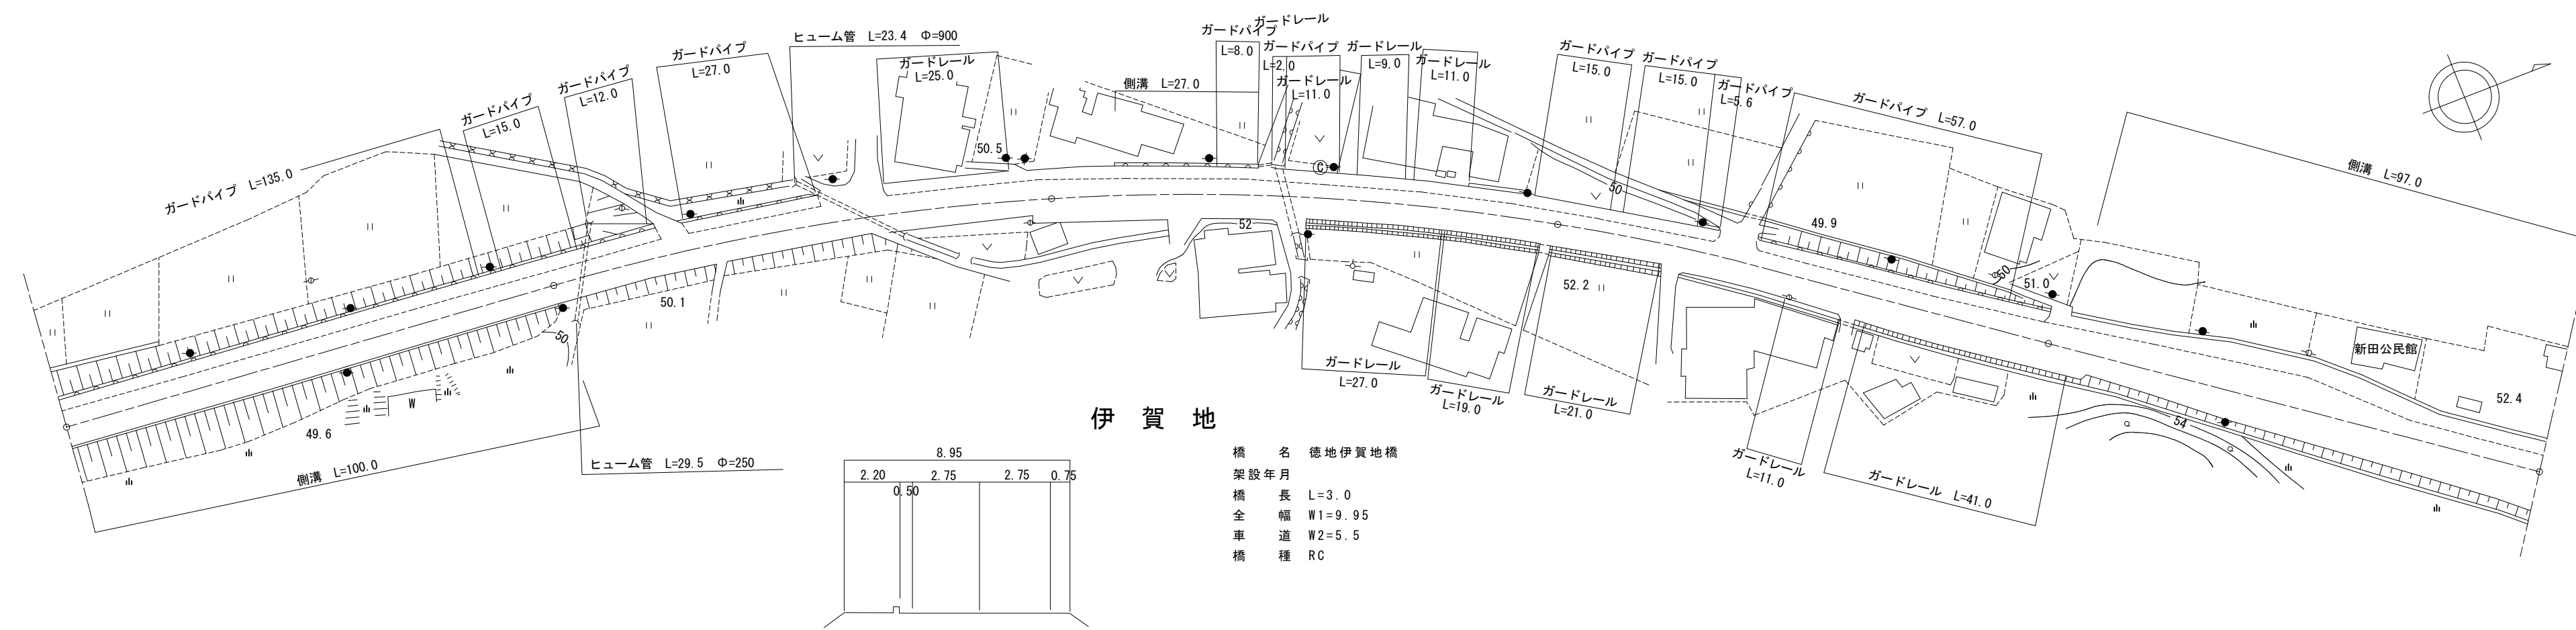 ガードレール
ガードパイプ
L=8.0
ヒューム管 L=23.4 Φ=900
ガードパイプ
L=27.0
ガードレール
L=25.0
ガードパイプ
L=2.0
ガードレール
L=11.0
ガードレール
L=9.0
ガードレール
L=11.0
ガードパイプ
L=15.0
ガードパイプ
L=15.0
ガードパイプ
L=5.6
ガードパイプ L=57.0
ガードパイプ
L=12.0
ガードパイプ
L=15.0
側溝 L=27.0
ガードパイプ L=135.0
側溝 L=97.0
50.5
C
50
49.9
52
50
51.0
52.2
50.1
50
新田公民館
52.4
ガードレール
L=27.0
ガードレール
L=19.0
ガードレール
L=21.0
W
49.6
54
伊賀地
側溝 L=100.0
ヒューム管 L=29.5 Φ=250
ガードレール
L=11.0
ガードレール L=41.0
8.95
2.20
0.50
2.75
2.75
0.75
橋名 徳地伊賀地橋
架設年月
橋長 L=3.0
全幅 W1=9.95
車道 W2=5.5
橋種 RC